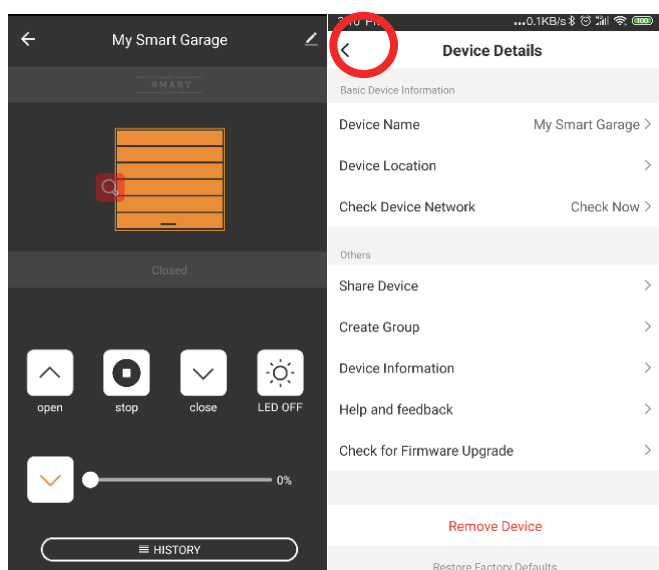 My Smart Garage
SMART
Closed
open
stop
close
LED OFF
0%
HISTORY
...0.1KB/s
100
Device Details
Basic Device Information
Device Name
My Smart Garage
Device Location
Check Device Network
Check Now
Others
Share Device
Create Group
Device Information
Help and feedback
Check for Firmware Upgrade
Remove Device
Restore Factory Defaults